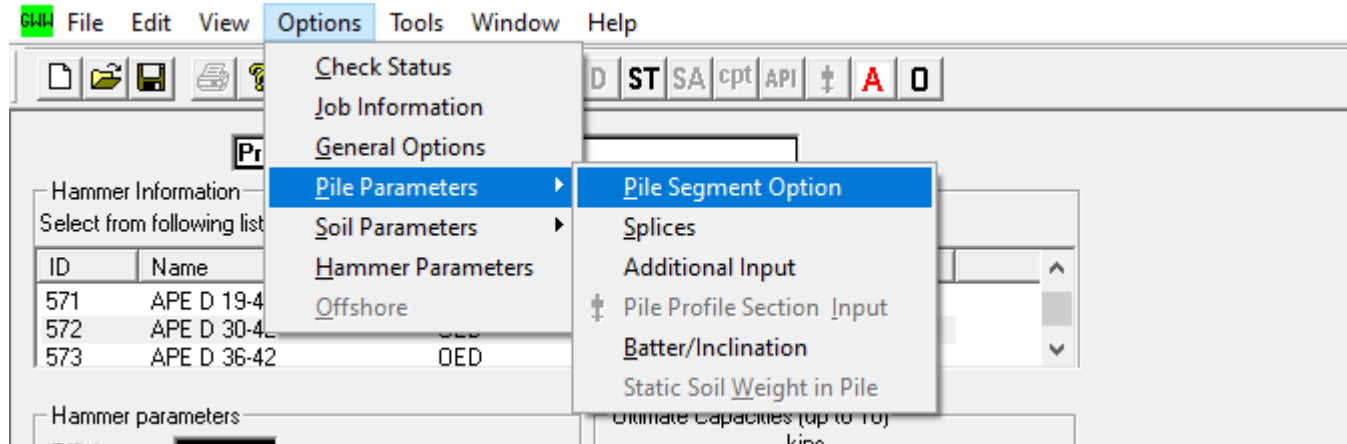 GWW File Edit View Options Tools Window Help
D ST SA cpt API A O
Check Status
Job Information
General Options
Pile Parameters
Soil Parameters
Hammer Parameters
Offshore
Pile Segment Option
Splices
Additional Input
Pile Profile Section Input
Batter/Inclination
Static Soil Weight in Pile
Pr
Hammer Information
Select from following list
ID Name
571 APE D 19-4
572 APE D 30-42
573 APE D 36-42 OED
Hammer parameters
Ultimate Capacities (up to 10)
kips